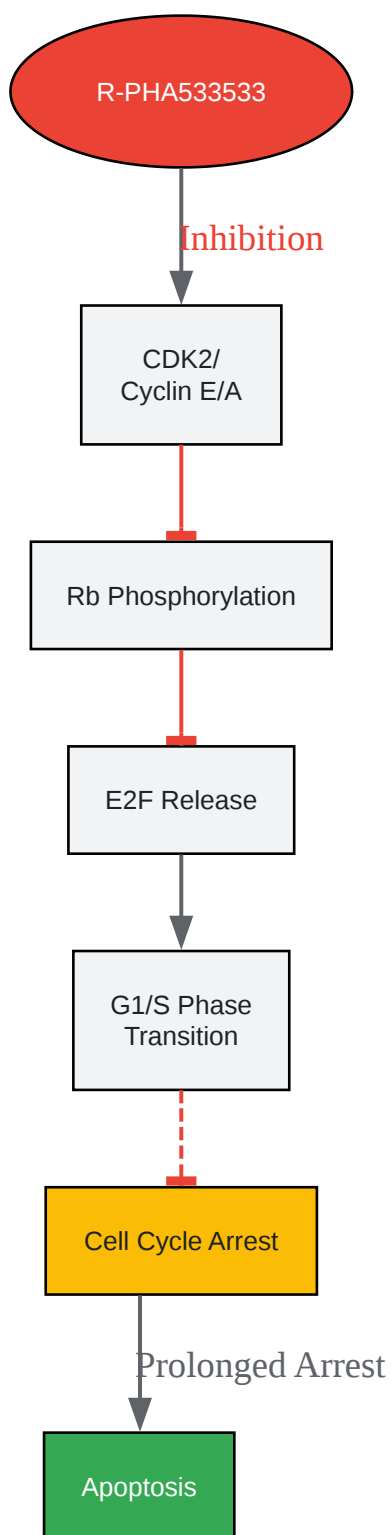 R-PHA533533
Inhibition
CDK2/
Cyclin E/A
Rb Phosphorylation
E2F Release
G1/S Phase
Transition
Cell Cycle Arrest
Prolonged Arrest
Apoptosis